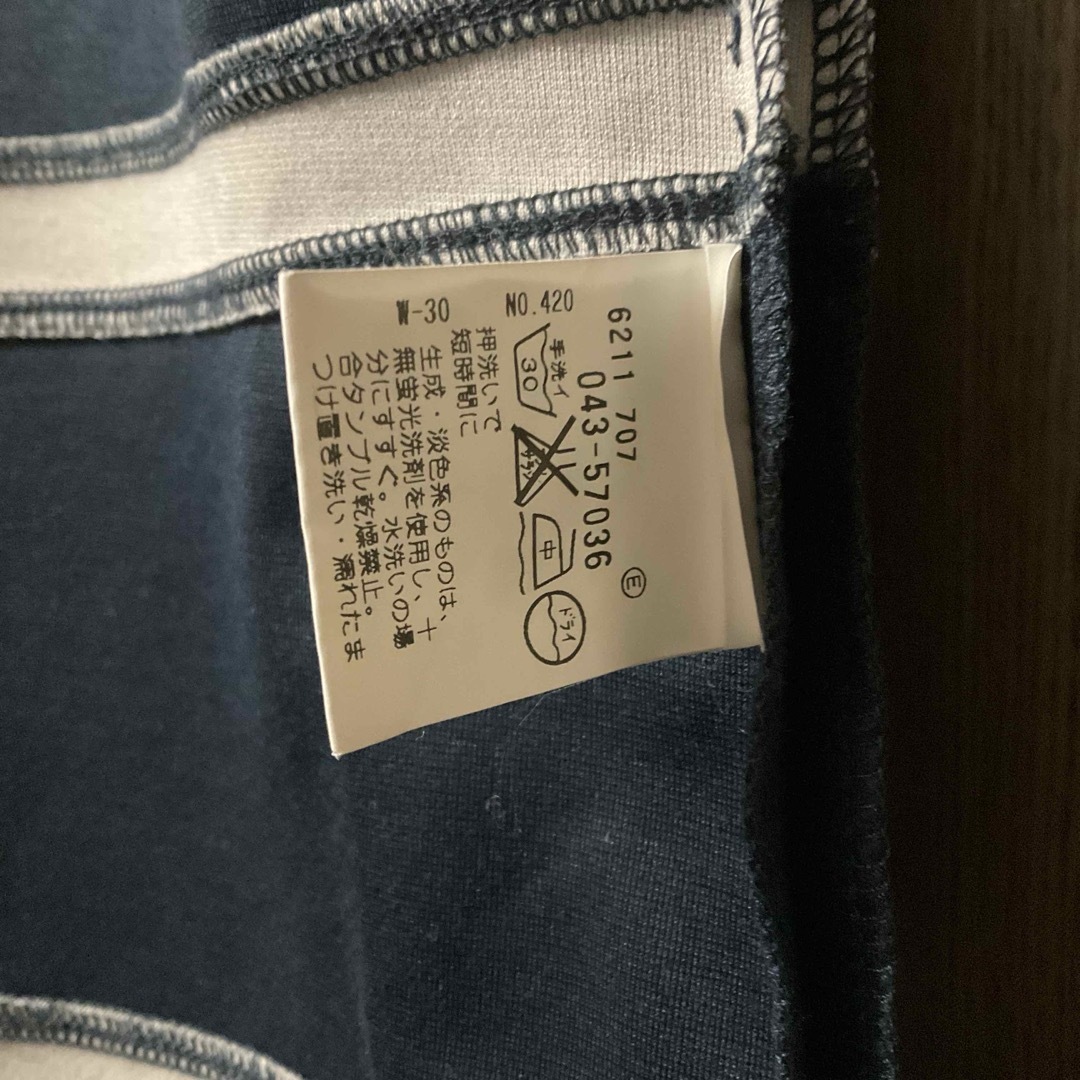 6211 707
043-57036
Ⓔ
NO.420
W-30
手洗イ
30
中
ドライ
押洗いで
短時間に
生成・淡色系のものは、
無蛍光洗剤を使用し、十
分にすすぐ。水洗いの場
合タンブル乾燥禁止。
つけ置き洗い・濡れたま